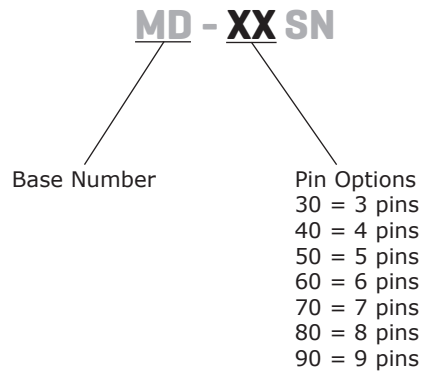 MD - XX SN
Base Number
Pin Options
30 = 3 pins
40 = 4 pins
50 = 5 pins
60 = 6 pins
70 = 7 pins
80 = 8 pins
90 = 9 pins